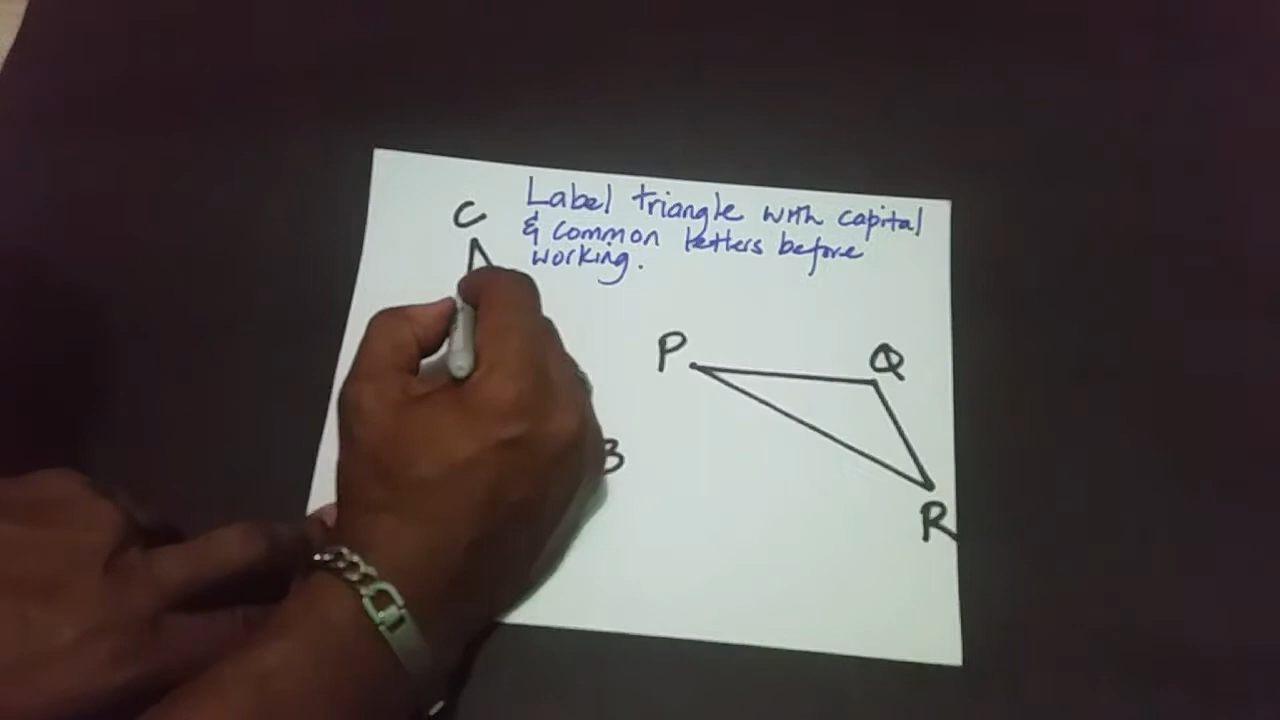 Label triangle with capital
& common letters before
working.
C
P
Q
B
R